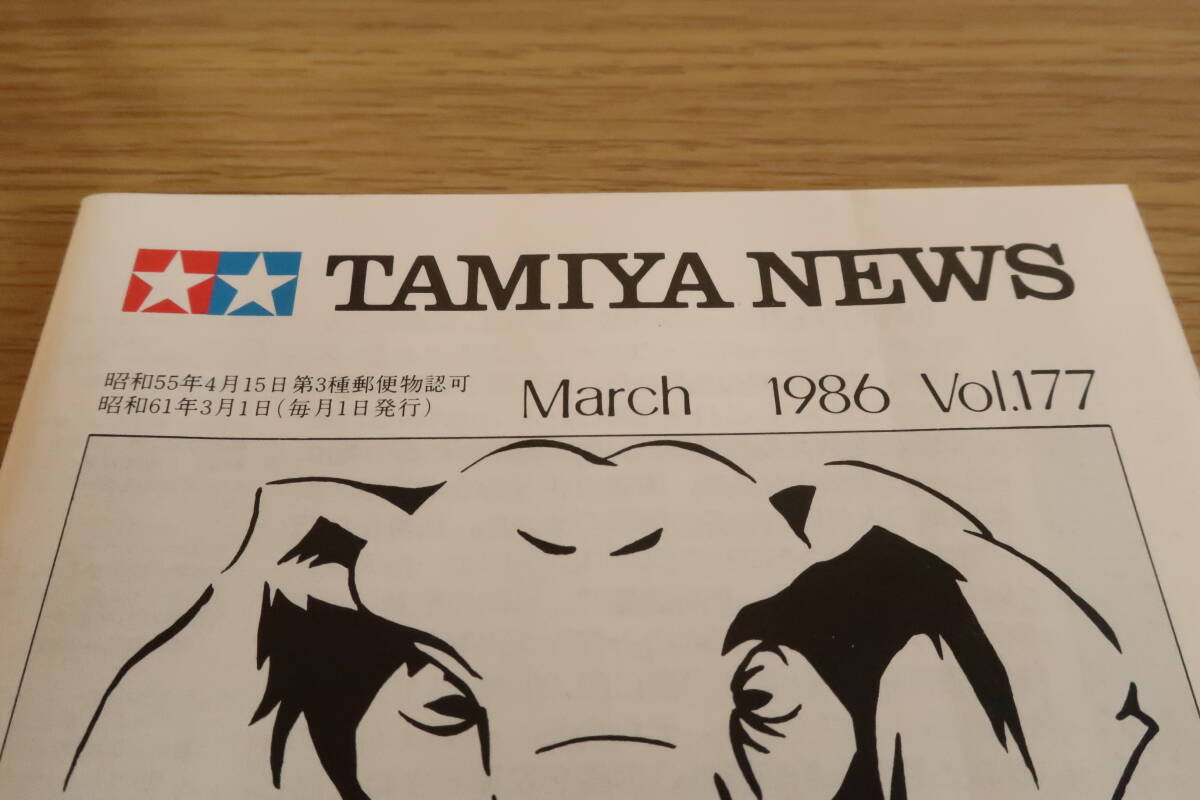 TAMIYA NEWS
昭和55年4月15日第3種郵便物認可
昭和61年3月1日(毎月1日発行)
March 1986 Vol.177